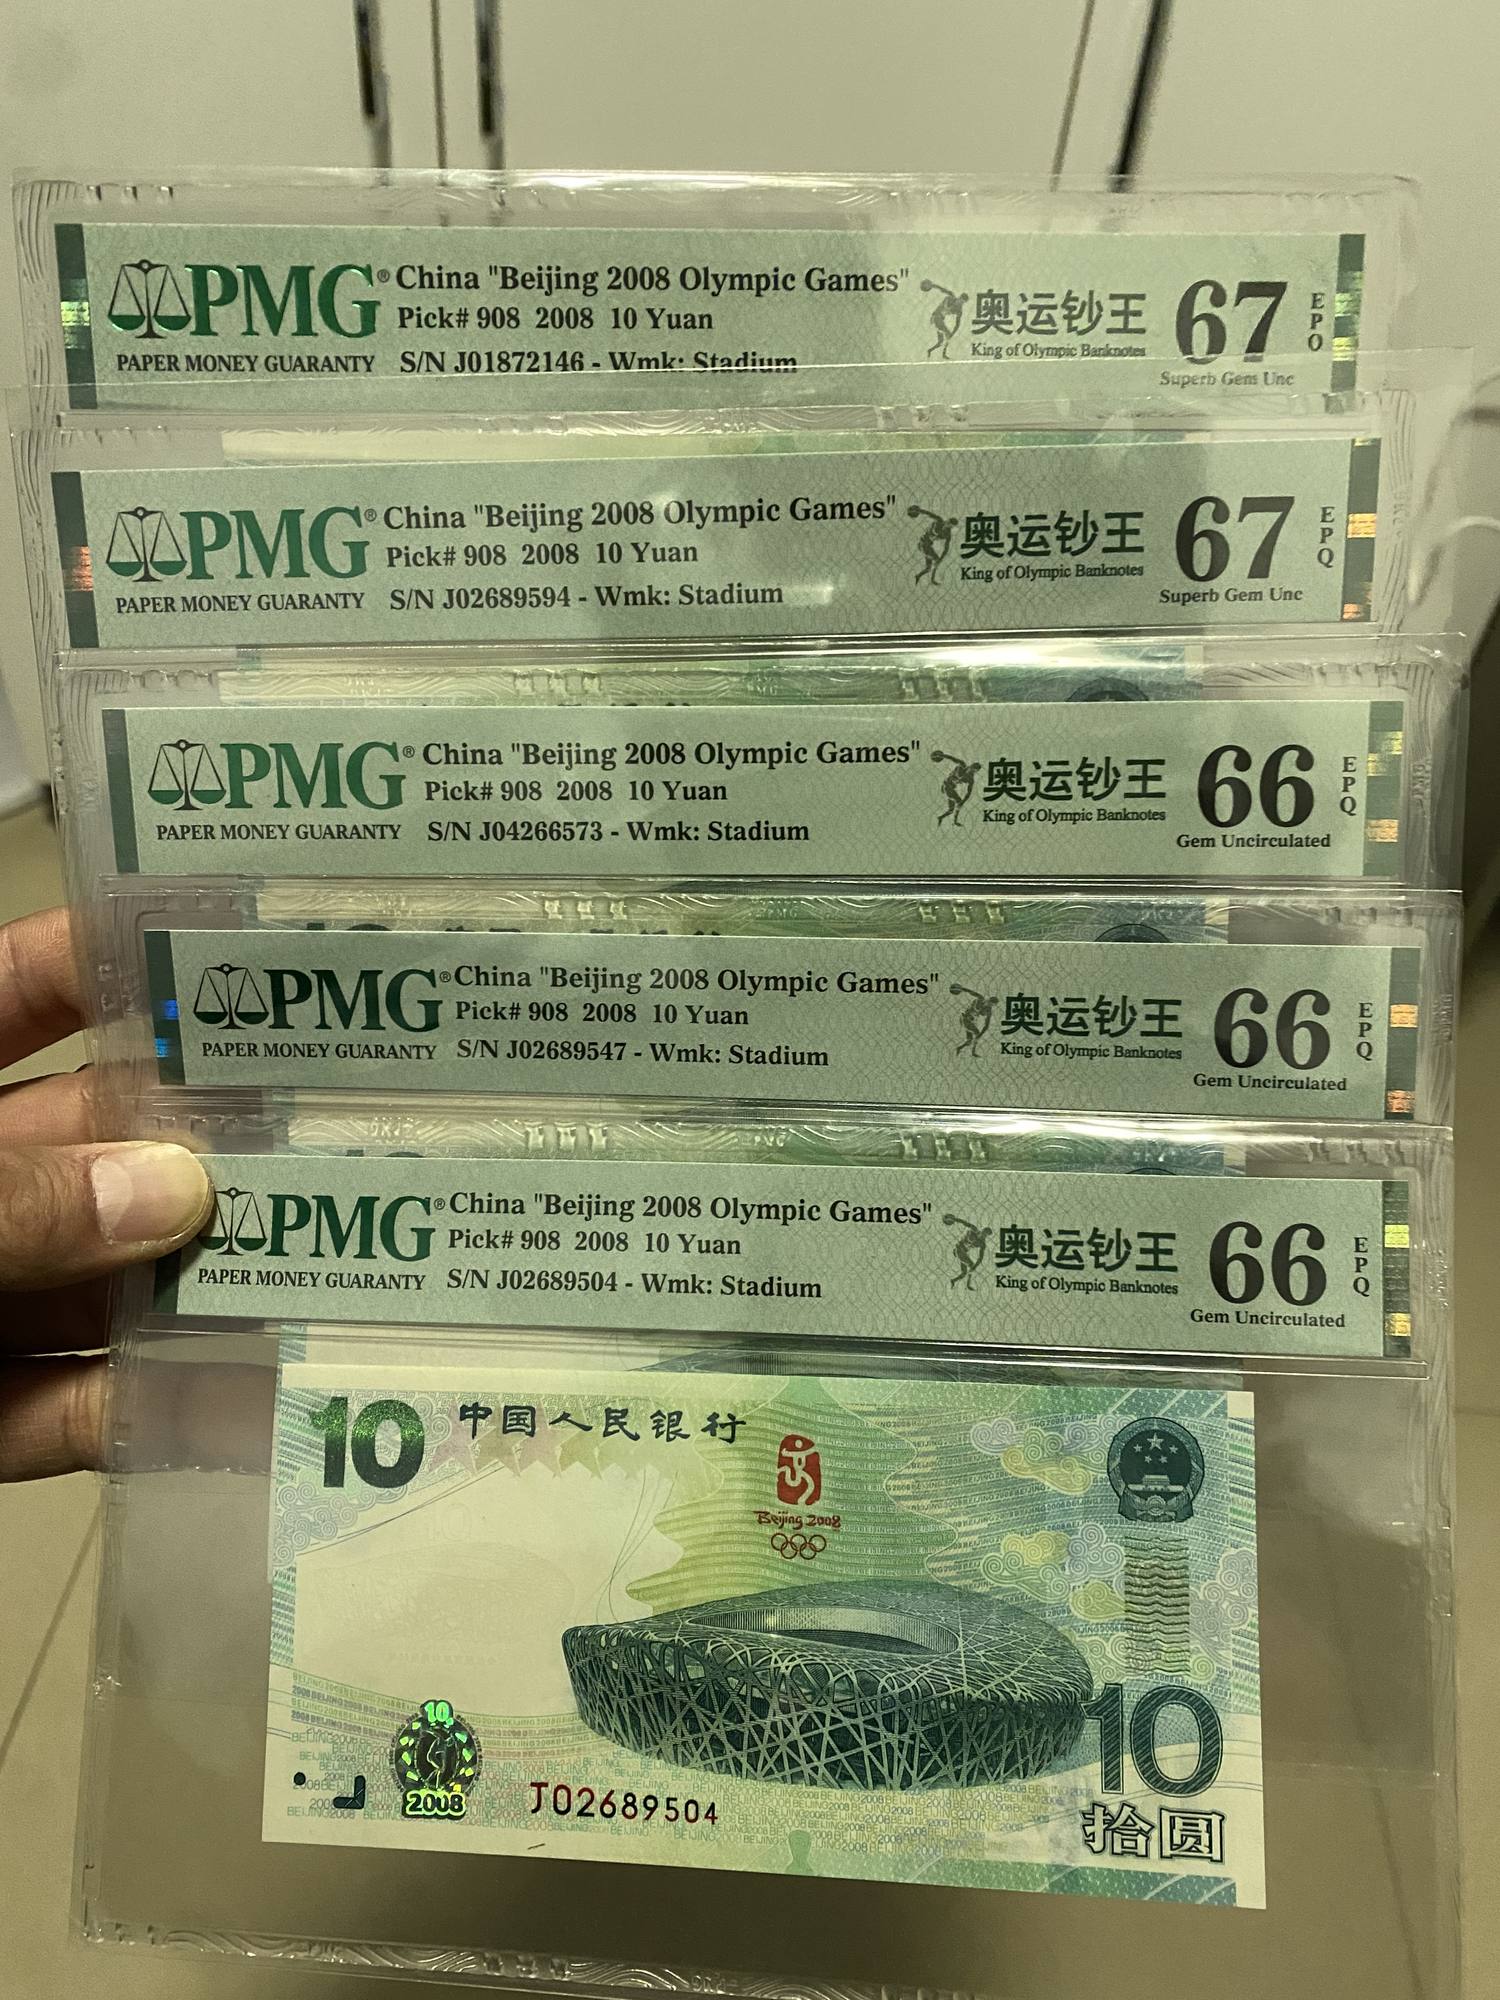 PMG® China "Beijing 2008 Olympic Games"
Pick# 908 2008 10 Yuan
PAPER MONEY GUARANTY S/N J01872146 - Wmk: Stadium
奥运钞王
King of Olympic Banknotes
67
EPQ
Superb Gem Unc
PMG® China "Beijing 2008 Olympic Games"
Pick# 908 2008 10 Yuan
PAPER MONEY GUARANTY S/N J02689594 - Wmk: Stadium
奥运钞王
King of Olympic Banknotes
67
EPQ
Superb Gem Unc
PMG® China "Beijing 2008 Olympic Games"
Pick# 908 2008 10 Yuan
PAPER MONEY GUARANTY S/N J04266573 - Wmk: Stadium
奥运钞王
King of Olympic Banknotes
66
EPQ
Gem Uncirculated
PMG® China "Beijing 2008 Olympic Games"
Pick# 908 2008 10 Yuan
PAPER MONEY GUARANTY S/N J02689547 - Wmk: Stadium
奥运钞王
King of Olympic Banknotes
66
EPQ
Gem Uncirculated
PMG® China "Beijing 2008 Olympic Games"
Pick# 908 2008 10 Yuan
PAPER MONEY GUARANTY S/N J02689504 - Wmk: Stadium
奥运钞王
King of Olympic Banknotes
66
EPQ
Gem Uncirculated
10 中国人民银行
Beijing 2008
10
2008
J02689504
10
拾圆